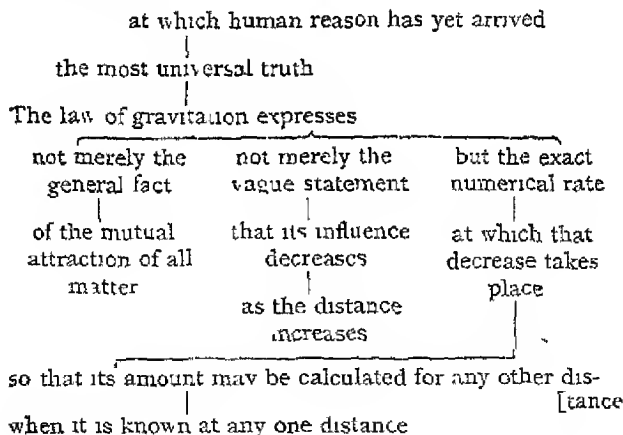 at which human reason has yet arrived
the most universal truth
The law of gravitation expresses
not merely the
general fact
of the mutual
attraction of all
matter
not merely the
vague statement
that its influence
decreases
as the distance
increases
but the exact
numerical rate
at which that
decrease takes
place
so that its amount may be calculated for any other dis-
[tance
when it is known at any one distance